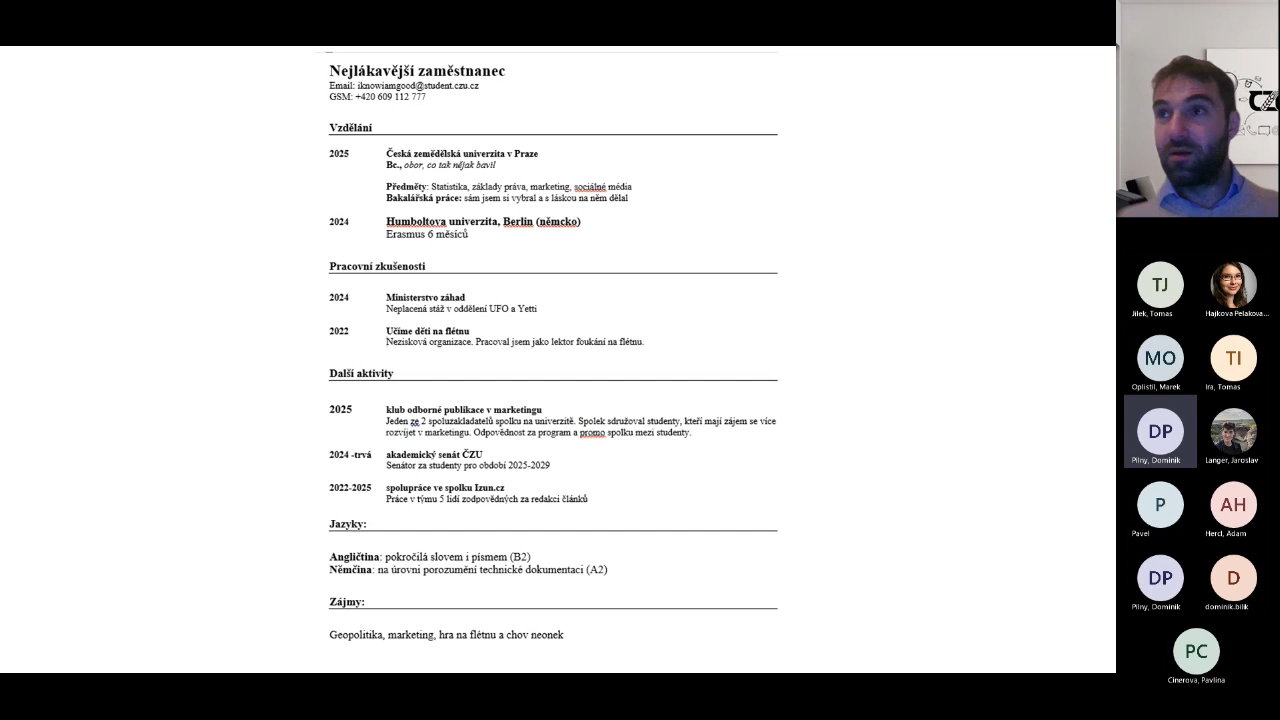 Nejlákavější zaměstnanec
Email: iknowiamgood@student.czu.cz
GSM: +420 609 112 777
Vzdělání
2025 Česká zemědělská univerzita v Praze
Bc., obor, co tak nějak bavil
Předměty: Statistika, základy práva, marketing, sociálné média
Bakalářská práce: sám jsem si vybral a s láskou na něm dělal
2024 Humboltova univerzita, Berlin (němcko)
Erasmus 6 měsíců
Pracovní zkušenosti
2024 Ministerstvo záhad
Neplacená stáž v oddělení UFO a Yetti
2022 Učíme děti na flétnu
Nezisková organizace. Pracoval jsem jako lektor foukání na flétnu.
Další aktivity
2025 klub odborné publikace v marketingu
Jeden ze 2 spoluzakladatelů spolku na univerzitě. Spolek sdružoval studenty, kteří mají zájem se více
rozvíjet v marketingu. Odpovědnost za program a promo spolku mezi studenty.
2024 -trvá akademický senát ČZU
Senátor za studenty pro období 2025-2029
2022-2025 spolupráce ve spolku Izun.cz
Práce v týmu 5 lidí zodpovědných za redakci článků
Jazyky:
Angličtina: pokročilá slovem i písmem (B2)
Němčina: na úrovni porozumění technické dokumentaci (A2)
Zájmy:
Geopolitika, marketing, hra na flétnu a chov neonek
CZ
TJ
Jilek, Tomas
Hajkova Pelakova...
MO
Oplistil, Marek
TI
Ira, Tomas
DP
Pilny, Dominik
Langer, Jaroslav
P
Pavel
AH
Hercl, Adam
DP
Pilny, Dominik
D
dominik.bilik
PC
Cinerova, Pavlina